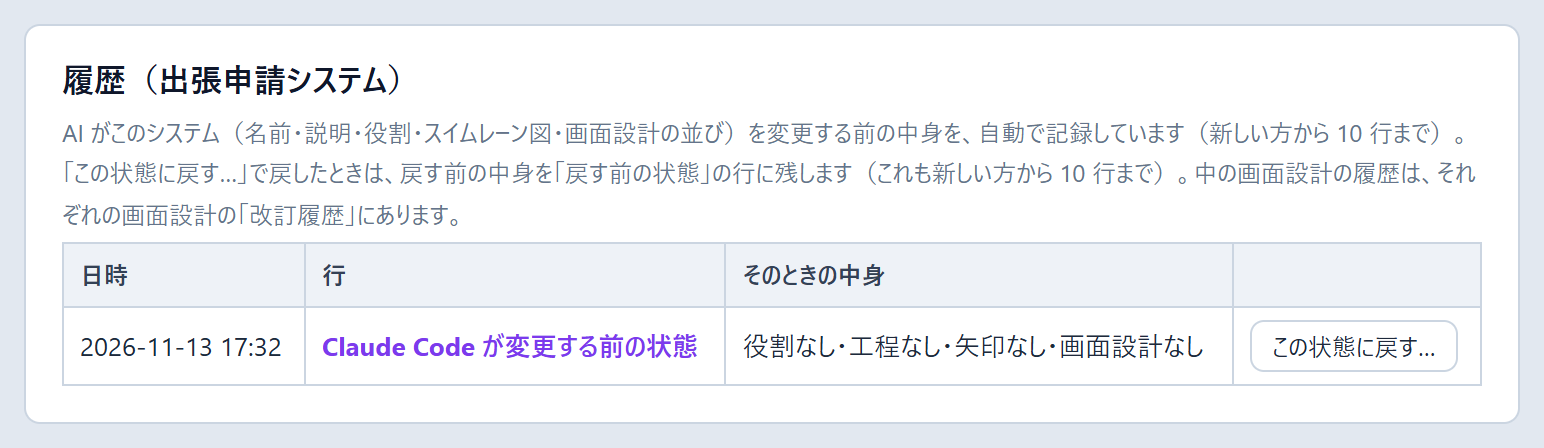 履歴（出張申請システム）
AI がこのシステム（名前・説明・役割・スイムレーン図・画面設計の並び）を変更する前の中身を、自動で記録しています（新しい方から 10 行まで）。
「この状態に戻す...」で戻したときは、戻す前の中身を「戻す前の状態」の行に残します（これも新しい方から 10 行まで）。中の画面設計の履歴は、それ
ぞれの画面設計の「改訂履歴」にあります。
日時 行 そのときの中身
2026-11-13 17:32 Claude Code が変更する前の状態 役割なし・工程なし・矢印なし・画面設計なし この状態に戻す...